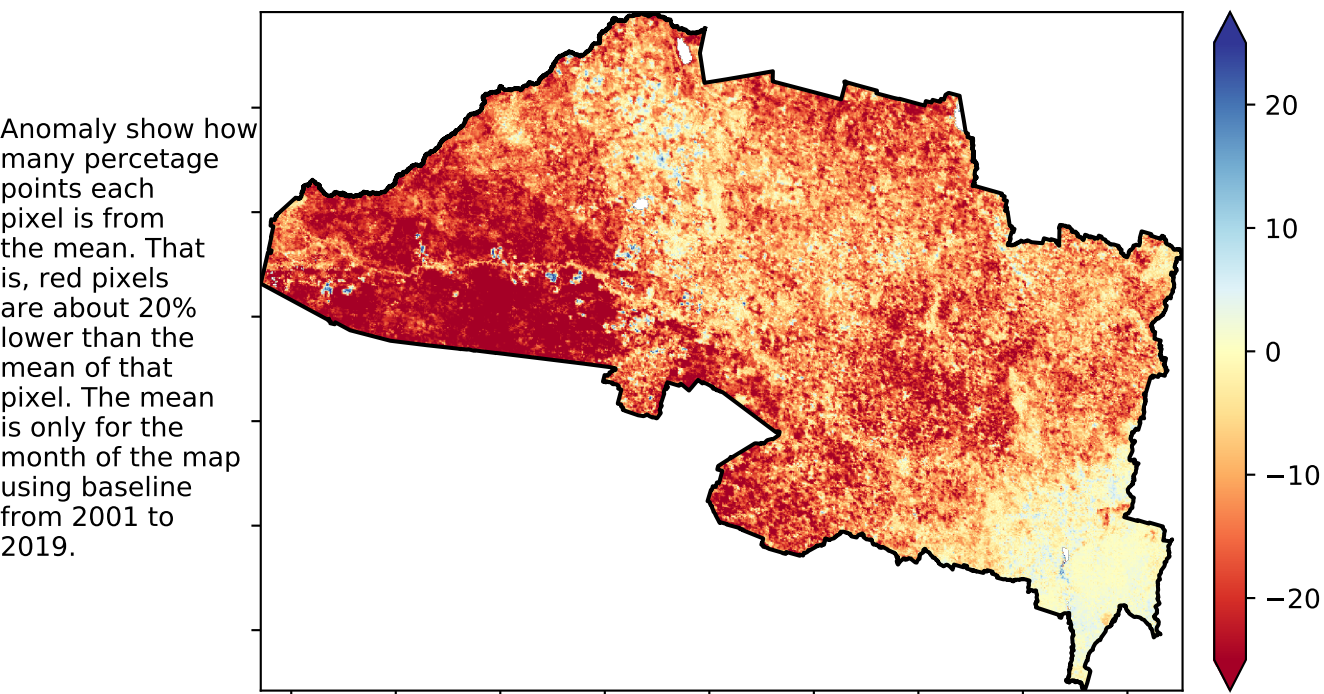 Anomaly show how
many percetage
points each
pixel is from
the mean. That
is, red pixels
are about 20%
lower than the
mean of that
pixel. The mean
is only for the
month of the map
using baseline
from 2001 to
2019.
20
10
0
−10
−20